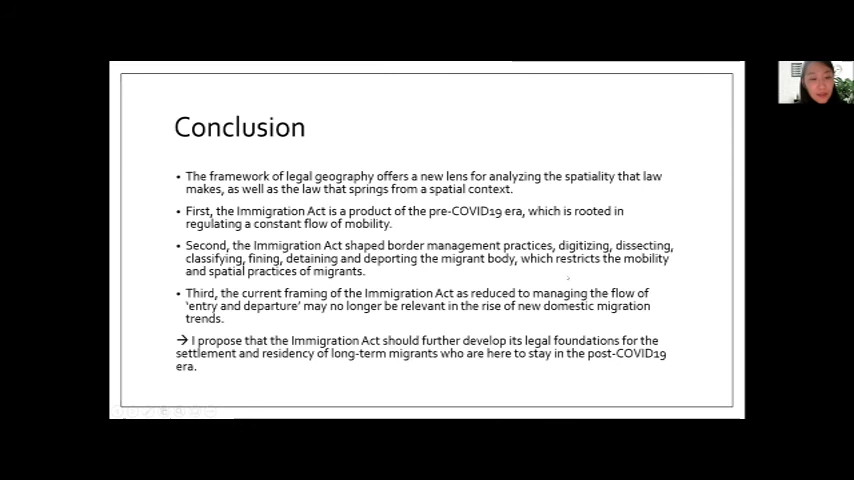 Conclusion
• The framework of legal geography offers a new lens for analyzing the spatiality that law
makes, as well as the law that springs from a spatial context.
• First, the Immigration Act is a product of the pre-COVID19 era, which is rooted in
regulating a constant flow of mobility.
• Second, the Immigration Act shaped border management practices, digitizing, dissecting,
classifying, fining, detaining and deporting the migrant body, which restricts the mobility
and spatial practices of migrants.
• Third, the current framing of the Immigration Act as reduced to managing the flow of
‘entry and departure’ may no longer be relevant in the rise of new domestic migration
trends.
→ I propose that the Immigration Act should further develop its legal foundations for the
settlement and residency of long-term migrants who are here to stay in the post-COVID19
era.